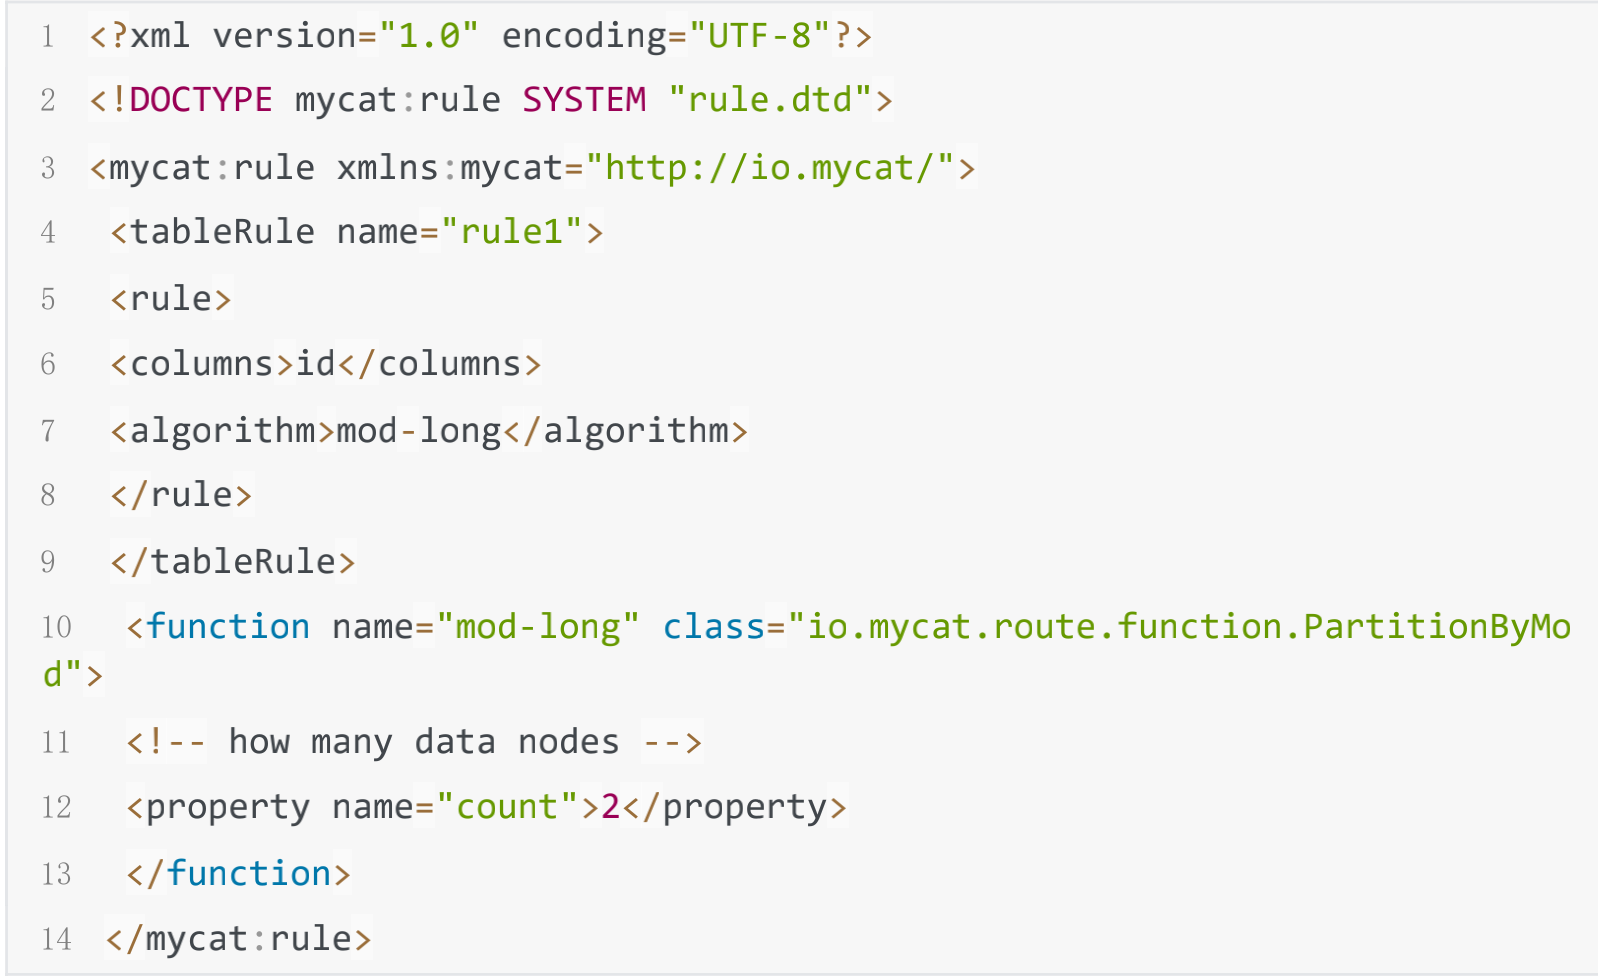 1 <?xml version="1.0" encoding="UTF-8"?>
2 <!DOCTYPE mycat:rule SYSTEM "rule.dtd">
3 <mycat:rule xmlns:mycat="http://io.mycat/">
4 <tableRule name="rule1">
5 <rule>
6 <columns>id</columns>
7 <algorithm>mod-long</algorithm>
8 </rule>
9 </tableRule>
10 <function name="mod-long" class="io.mycat.route.function.PartitionByMo
d">
11 <!-- how many data nodes -->
12 <property name="count">2</property>
13 </function>
14 </mycat:rule>